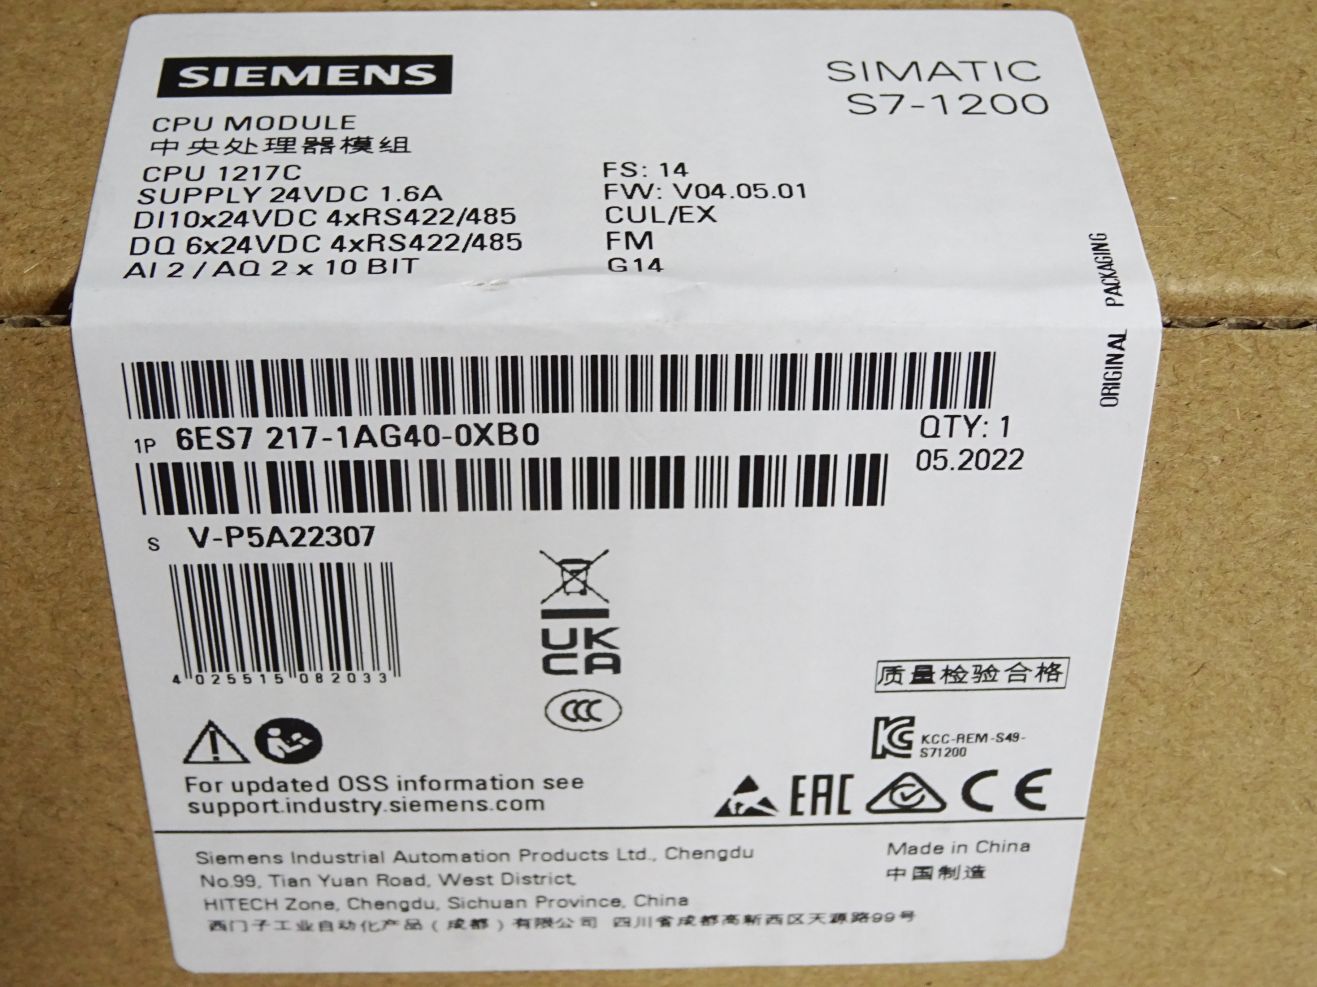 SIEMENS
SIMATIC
S7-1200
CPU MODULE
中央处理器模组
CPU 1217C
SUPPLY 24VDC 1.6A
DI10x24VDC 4xRS422/485
DQ 6x24VDC 4xRS422/485
AI 2 / AQ 2 x 10 BIT
FS: 14
FW: V04.05.01
CUL/EX
FM
G14
ORIGINAL PACKAGING
1P 6ES7 217-1AG40-0XB0
QTY: 1
05.2022
S V-P5A22307
4 025515 082033
UK
CA
CCC
质量检验合格
KC KCC-REM-S49-
S71200
For updated OSS information see
support.industry.siemens.com
EAC
CE
Siemens Industrial Automation Products Ltd., Chengdu
No.99, Tian Yuan Road, West District,
HITECH Zone, Chengdu, Sichuan Province, China
西门子工业自动化产品（成都）有限公司 四川省成都高新西区天源路99号
Made in China
中国制造